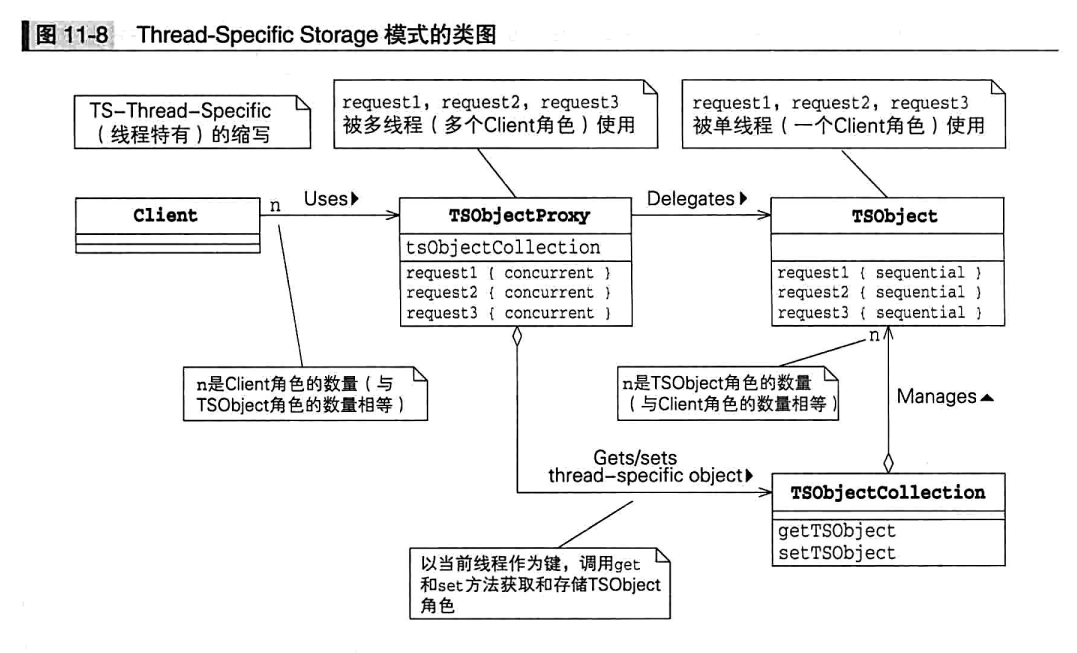 图 11-8 Thread-Specific Storage 模式的类图
TS-Thread-Specific
（线程特有）的缩写
request1, request2, request3
被多线程（多个Client角色）使用
request1, request2, request3
被单线程（一个Client角色）使用
Client
n
Uses
TSObjectProxy
tsObjectCollection
request1 { concurrent }
request2 { concurrent }
request3 { concurrent }
Delegates
TSObject
request1 { sequential }
request2 { sequential }
request3 { sequential }
n
n是Client角色的数量（与
TSObject角色的数量相等）
n是TSObject角色的数量
（与Client角色的数量相等）
Manages
Gets/sets
thread-specific object
TSObjectCollection
getTSObject
setTSObject
以当前线程作为键，调用get
和set方法获取和存储TSObject
角色